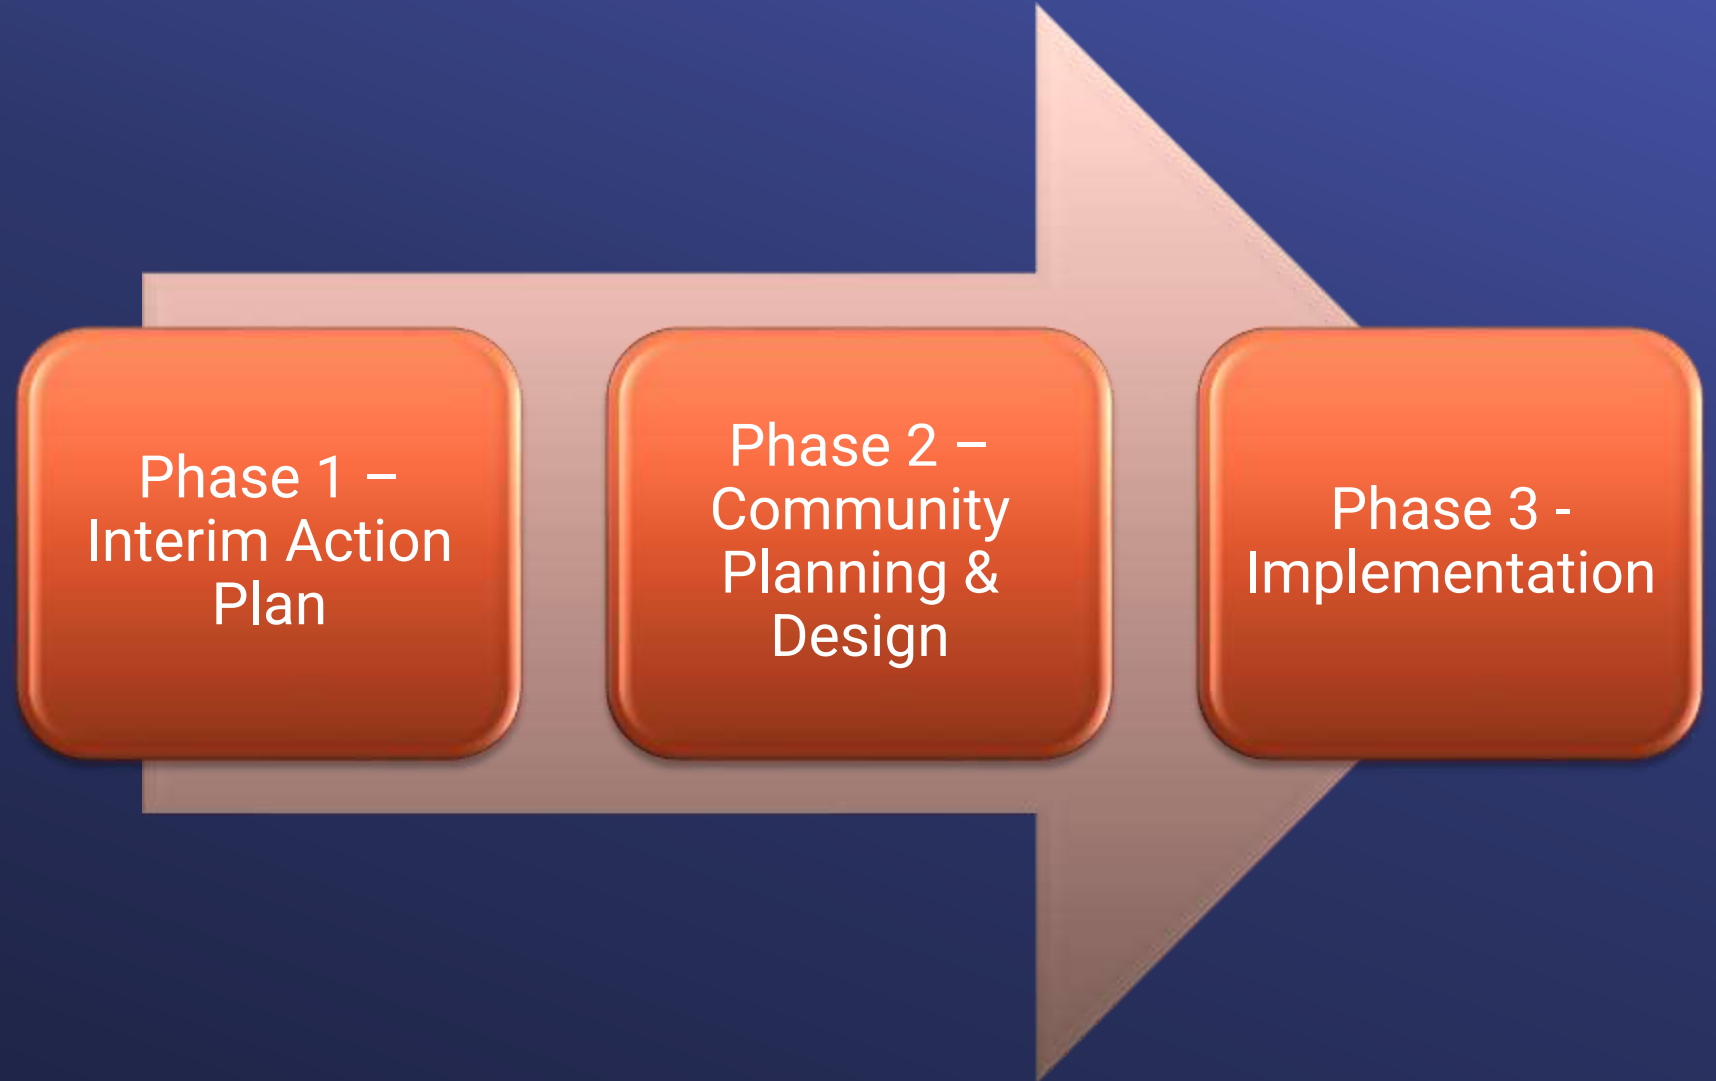 Phase 1 –
Interim Action
Plan
Phase 2 –
Community
Planning &
Design
Phase 3 -
Implementation